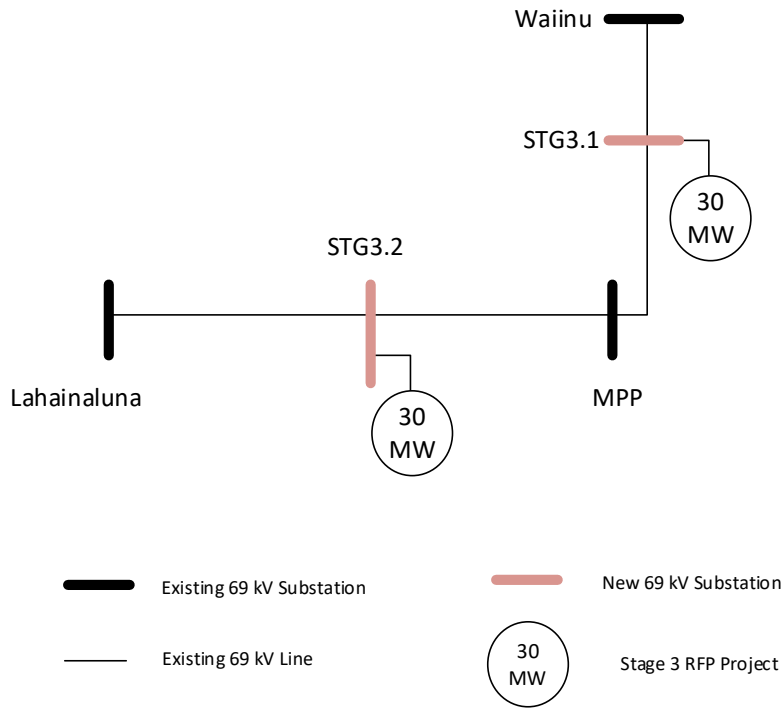 Waiinu
STG3.1
30
MW
STG3.2
Lahainaluna
MPP
30
MW
Existing 69 kV Substation
New 69 kV Substation
Existing 69 kV Line
30
MW
Stage 3 RFP Project